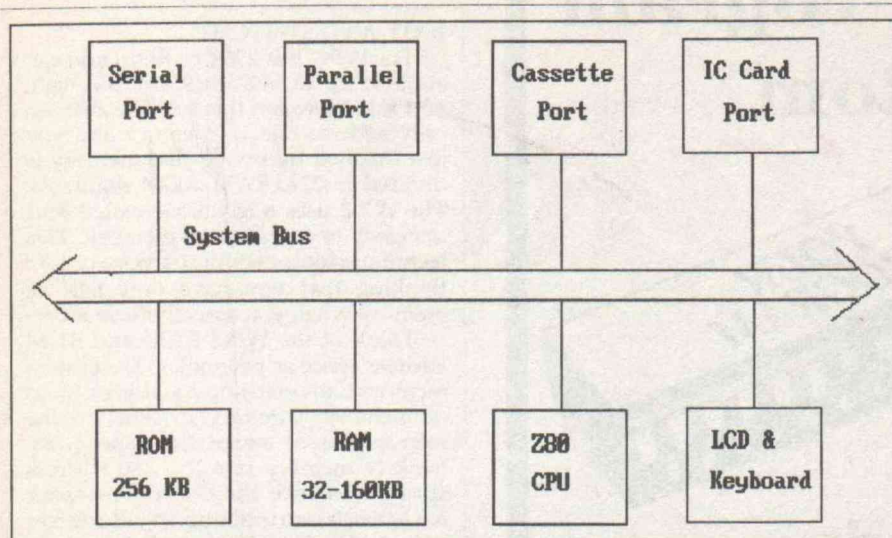 Serial
Port
Parallel
Port
Cassette
Port
IC Card
Port
System Bus
ROM
256 KB
RAM
32-160KB
Z80
CPU
LCD &
Keyboard